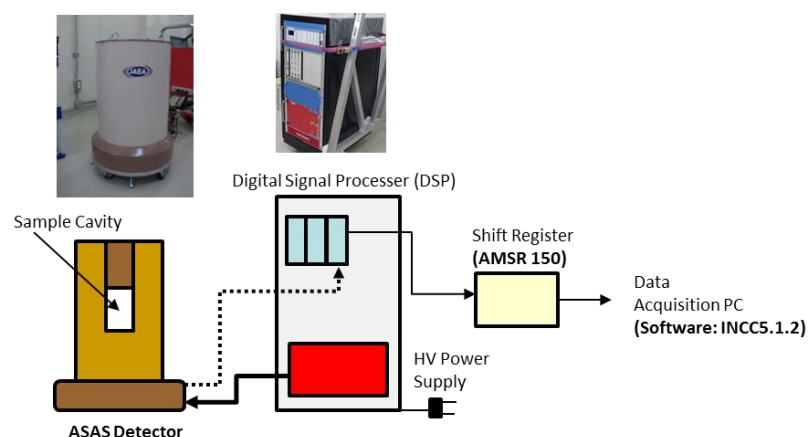 JAEA
Digital Signal Processer (DSP)
Sample Cavity
Shift Register
(AMSR 150)
Data
Acquisition PC
(Software: INCC5.1.2)
HV Power
Supply
ASAS Detector